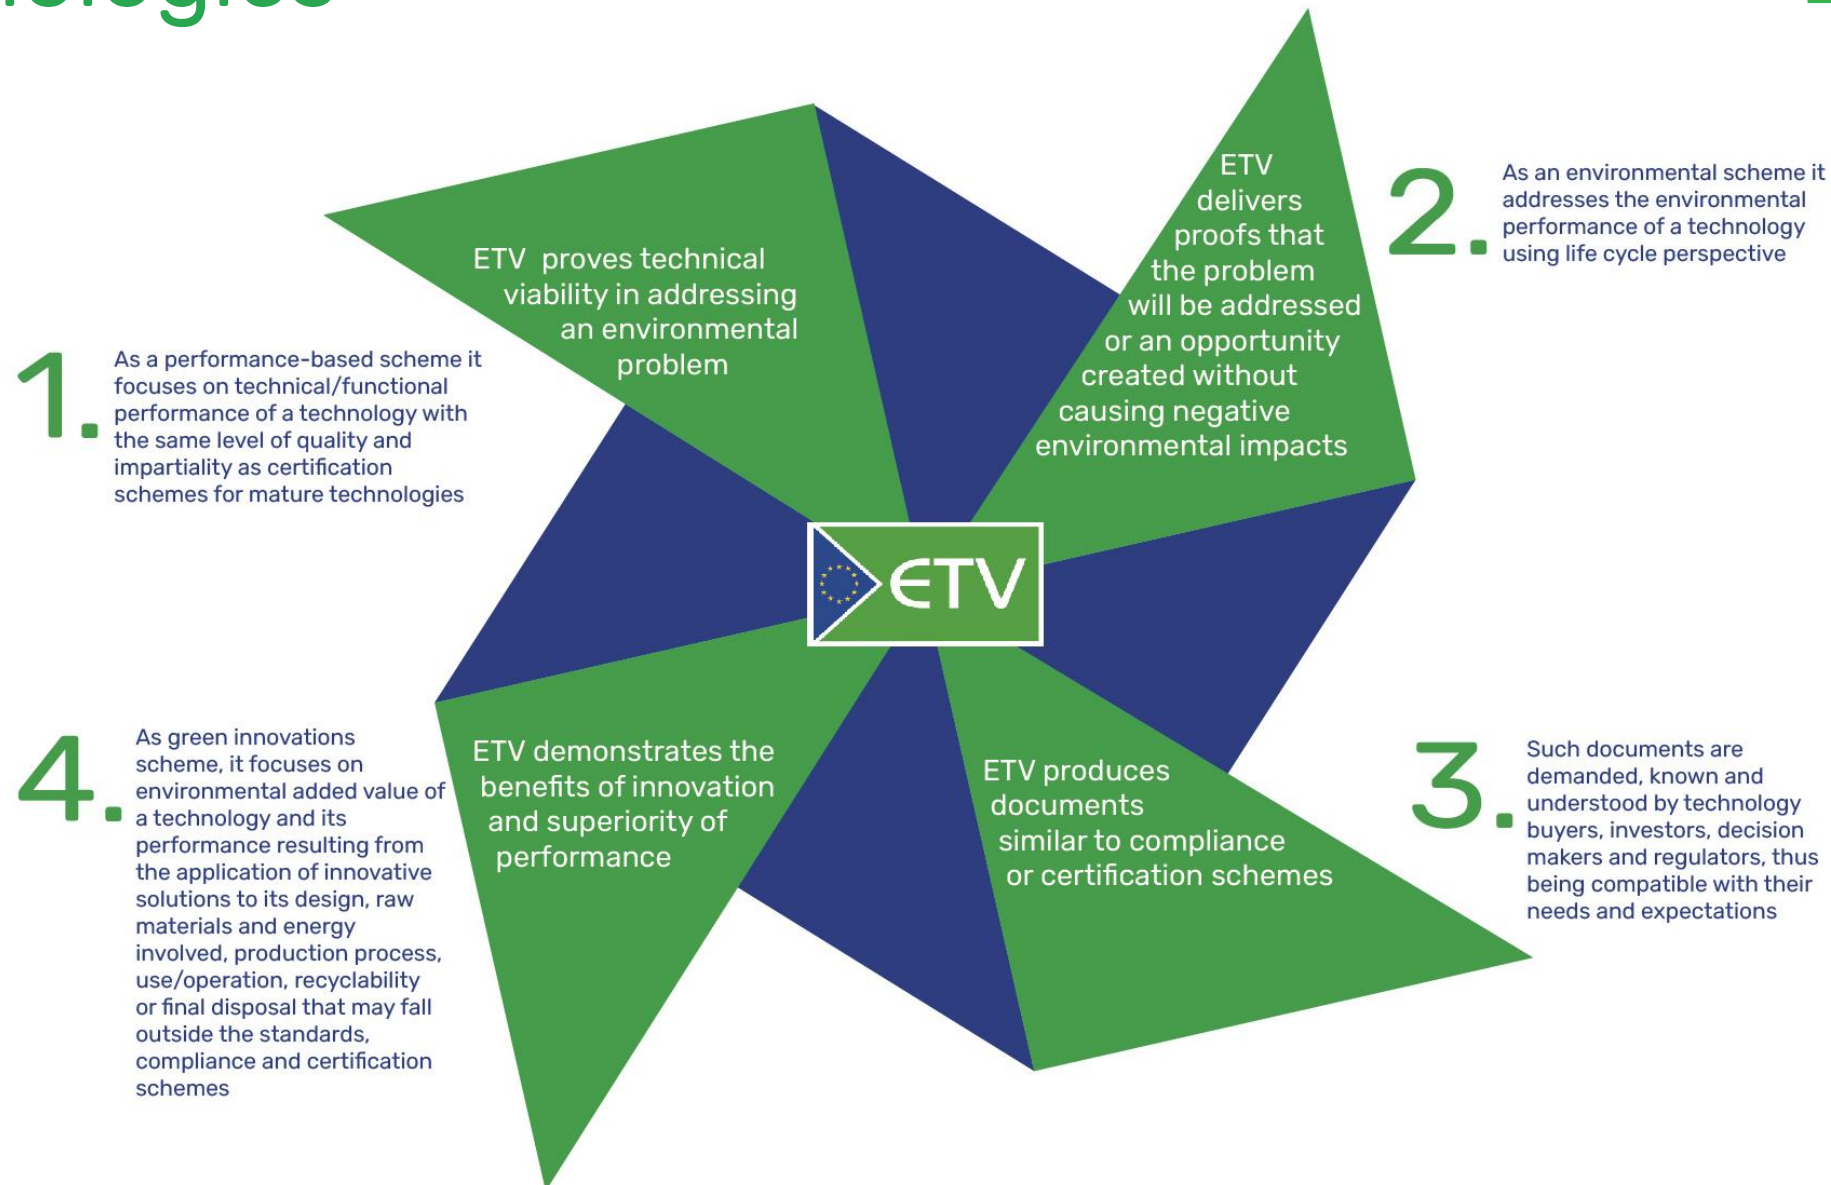 1.
As a performance-based scheme it
focuses on technical/functional
performance of a technology with
the same level of quality and
impartiality as certification
schemes for mature technologies
ETV proves technical
viability in addressing
an environmental
problem
ETV
delivers
proofs that
the problem
will be addressed
or an opportunity
created without
causing negative
environmental impacts
2.
As an environmental scheme it
addresses the environmental
performance of a technology
using life cycle perspective
ETV
4.
As green innovations
scheme, it focuses on
environmental added value of
a technology and its
performance resulting from
the application of innovative
solutions to its design, raw
materials and energy
involved, production process,
use/operation, recyclability
or final disposal that may fall
outside the standards,
compliance and certification
schemes
ETV demonstrates the
benefits of innovation
and superiority of
performance
ETV produces
documents
similar to compliance
or certification schemes
3.
Such documents are
demanded, known and
understood by technology
buyers, investors, decision
makers and regulators, thus
being compatible with their
needs and expectations